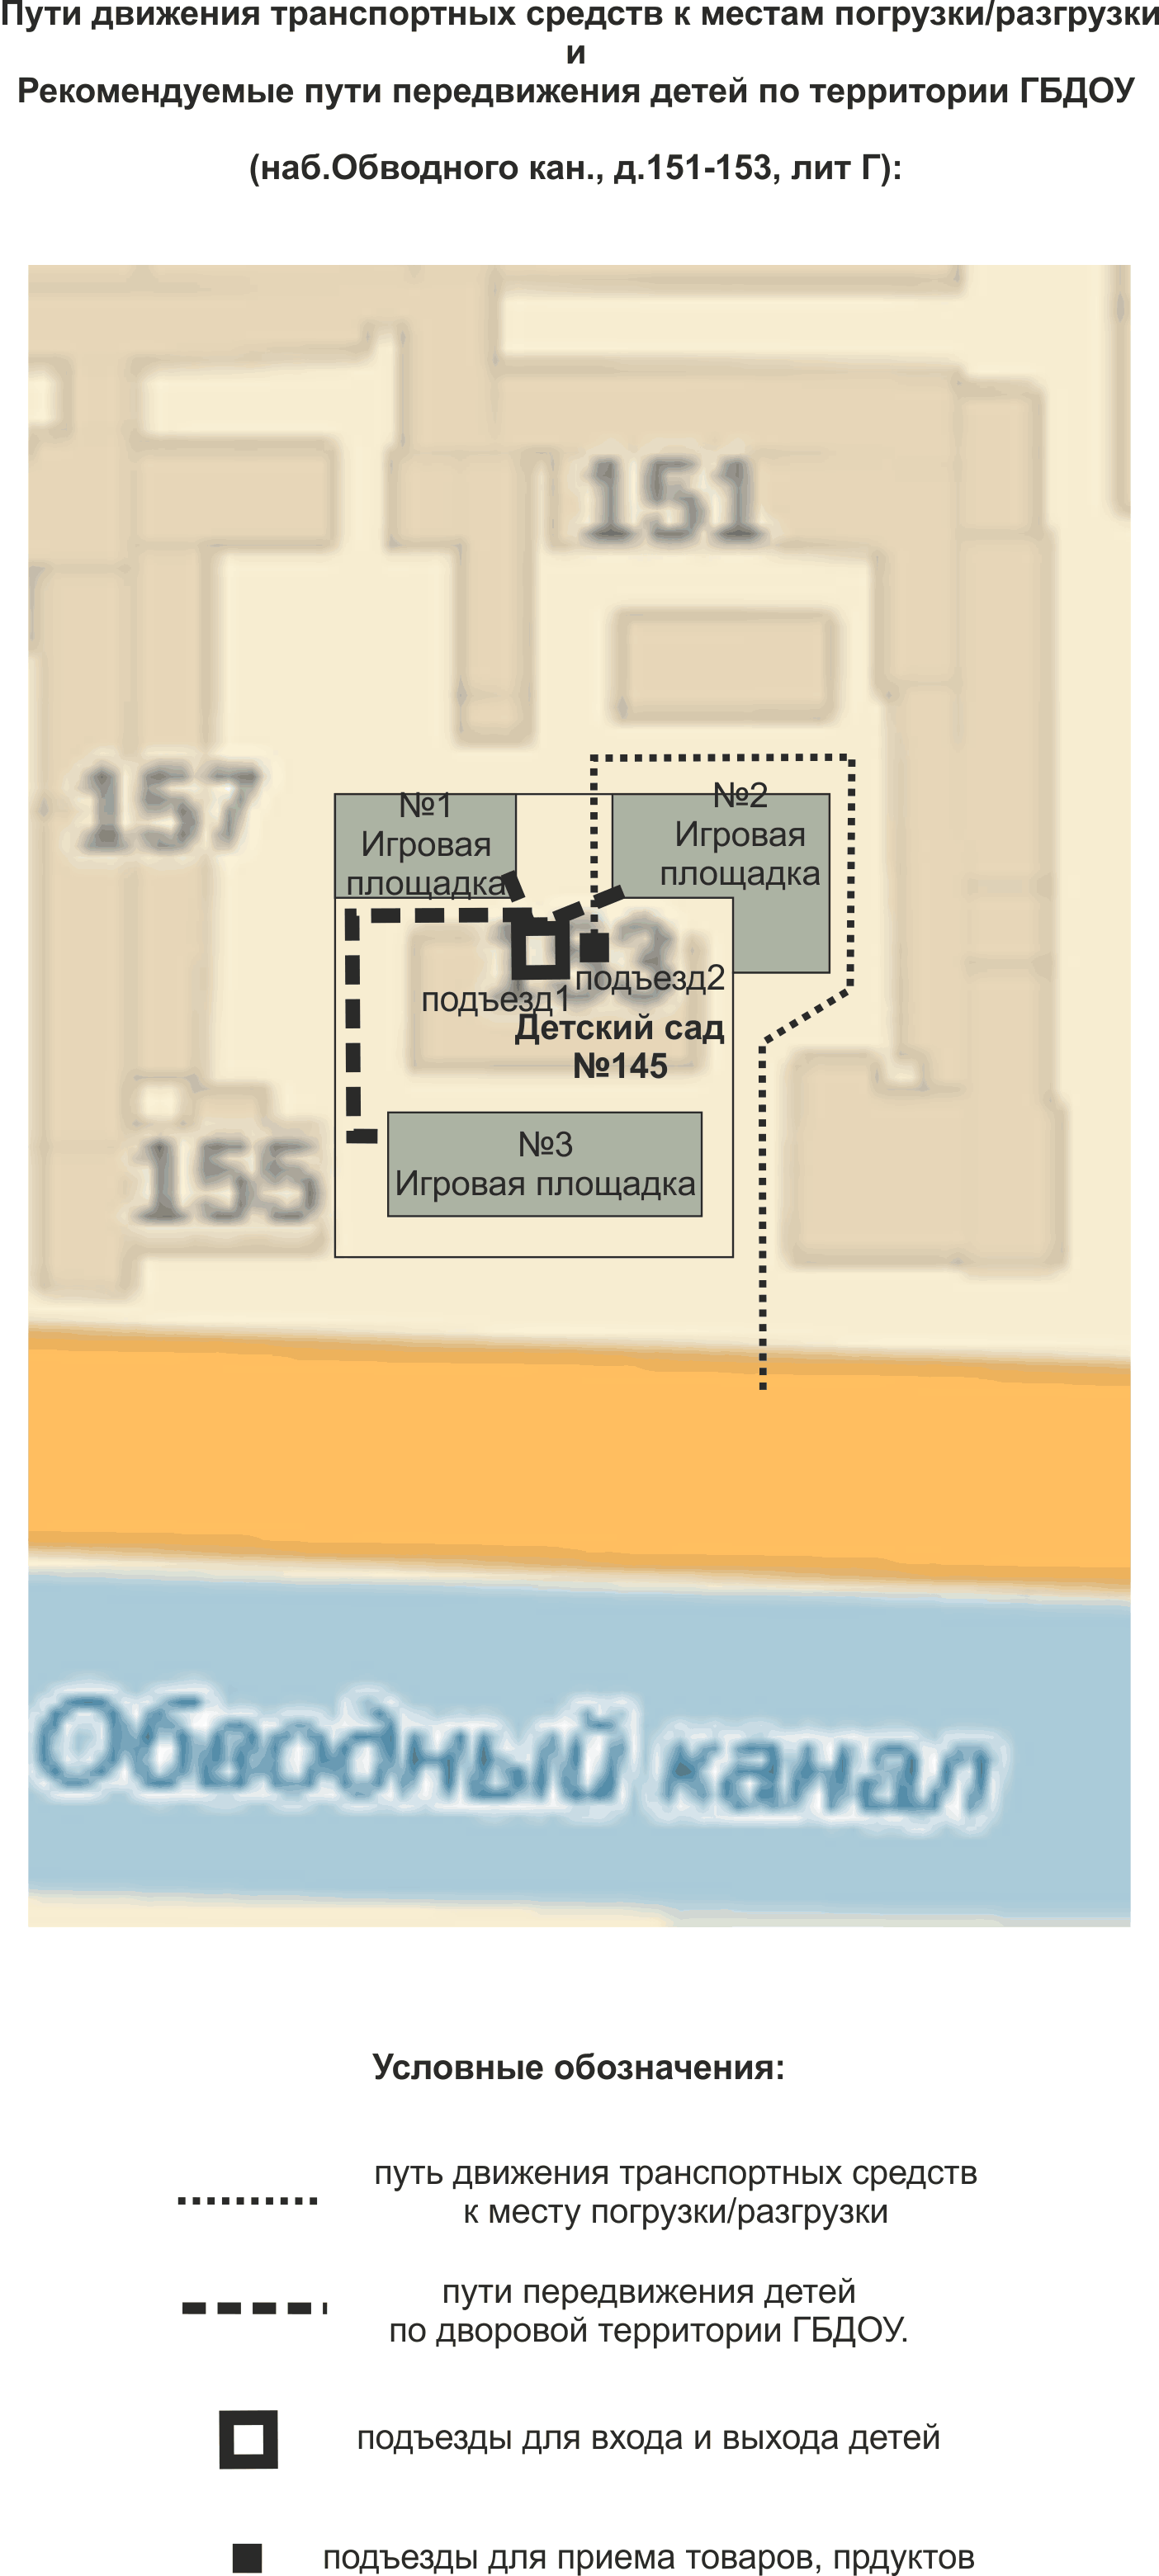 Пути движения транспортных средств к местам погрузки/разгрузки
и
Рекомендуемые пути передвижения детей по территории ГБДОУ
(наб.Обводного кан., д.151-153, лит Г):
151
157
№1
Игровая
площадка
№2
Игровая
площадка
153
подъезд2
подъезд1
Детский сад
№145
№3
Игровая площадка
155
Обводный канал
Условные обозначения:
путь движения транспортных средств
к месту погрузки/разгрузки
пути передвижения детей
по дворовой территории ГБДОУ.
подъезды для входа и выхода детей
подъезды для приема товаров, прдуктов